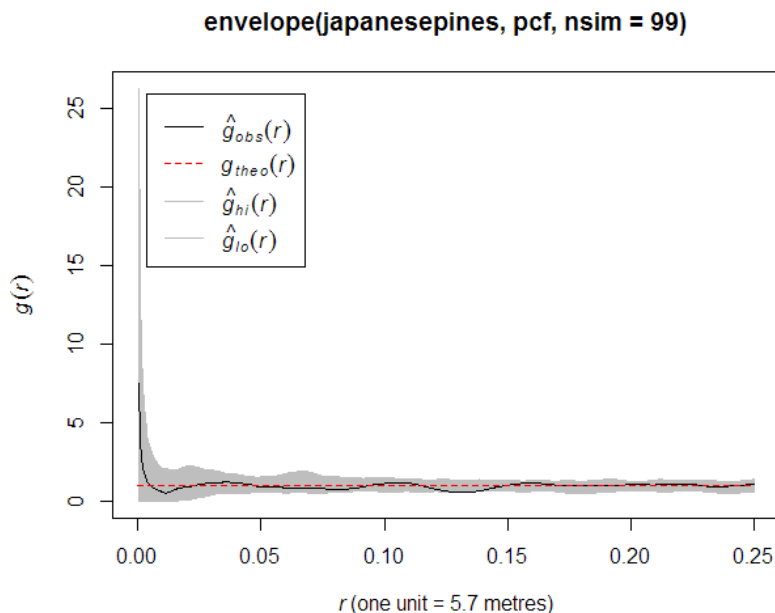 envelope(japanesepines, pcf, nsim = 99)
ĝobs(r)
gtheo(r)
ĝhi(r)
ĝlo(r)
g(r)
25
20
15
10
5
0
0.00 0.05 0.10 0.15 0.20 0.25
r (one unit = 5.7 metres)